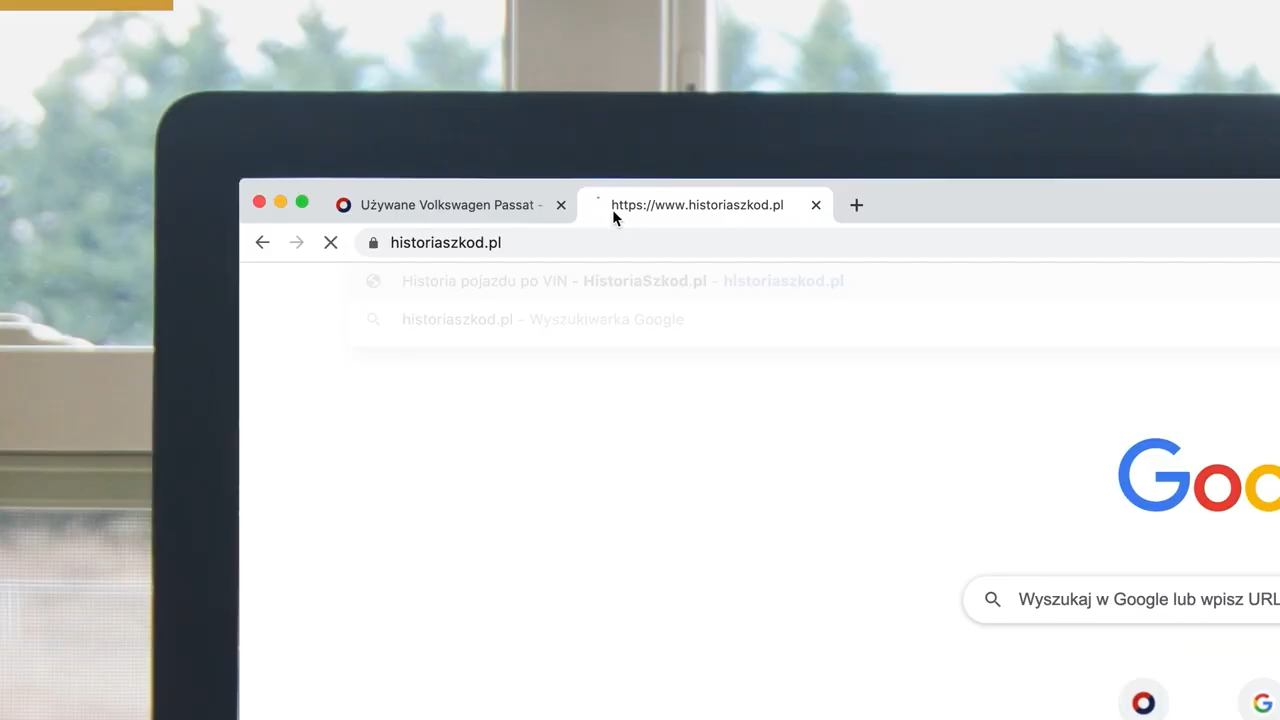 Używane Volkswagen Passat -
https://www.historiaszkod.pl
historiaszkod.pl
Historia pojazdu po VIN - HistoriaSzkod.pl - historiaszkod.pl
historiaszkod.pl - Wyszukiwarka Google
Goo
Wyszukaj w Google lub wpisz URL
G